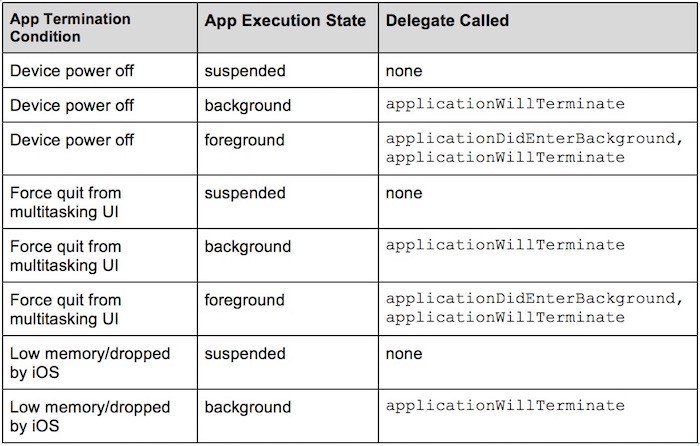 App Termination Condition App Execution State Delegate Called
Device power off suspended none
Device power off background applicationWillTerminate
Device power off foreground applicationDidEnterBackground,
applicationWillTerminate
Force quit from suspended none
multitasking UI
Force quit from background applicationWillTerminate
multitasking UI
Force quit from foreground applicationDidEnterBackground,
multitasking UI applicationWillTerminate
Low memory/dropped suspended none
by iOS
Low memory/dropped background applicationWillTerminate
by iOS